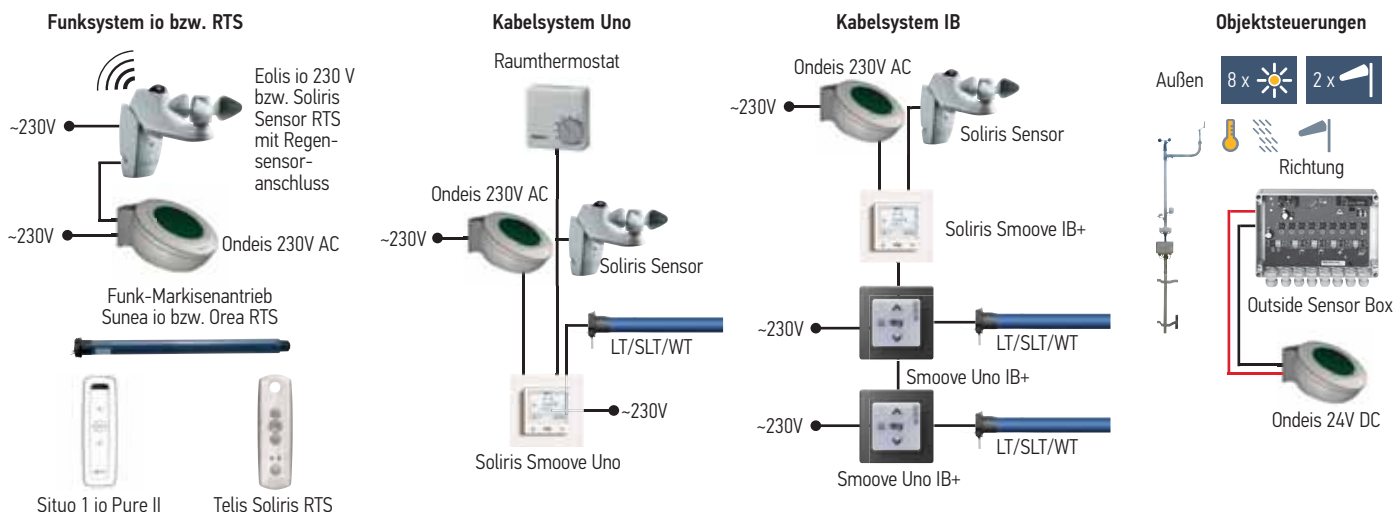 Funksystem io bzw. RTS
Eolis io 230 V
bzw. Soliris
Sensor RTS
mit Regen-
sensor-
anschluss
~230V
~230V
Ondeis 230V AC
Funk-Markisenantrieb
Sunea io bzw. Orea RTS
Situo 1 io Pure II
Telis Soliris RTS
Kabelsystem Uno
Raumthermostat
Ondeis 230V AC
~230V
Soliris Sensor
LT/SLT/WT
~230V
Soliris Smoove Uno
Kabelsystem IB
Ondeis 230V AC
~230V
Soliris Sensor
Soliris Smoove IB+
~230V
LT/SLT/WT
Smoove Uno IB+
~230V
LT/SLT/WT
Smoove Uno IB+
Objektsteuerungen
Außen
8 x
2 x
Richtung
Outside Sensor Box
Ondeis 24V DC